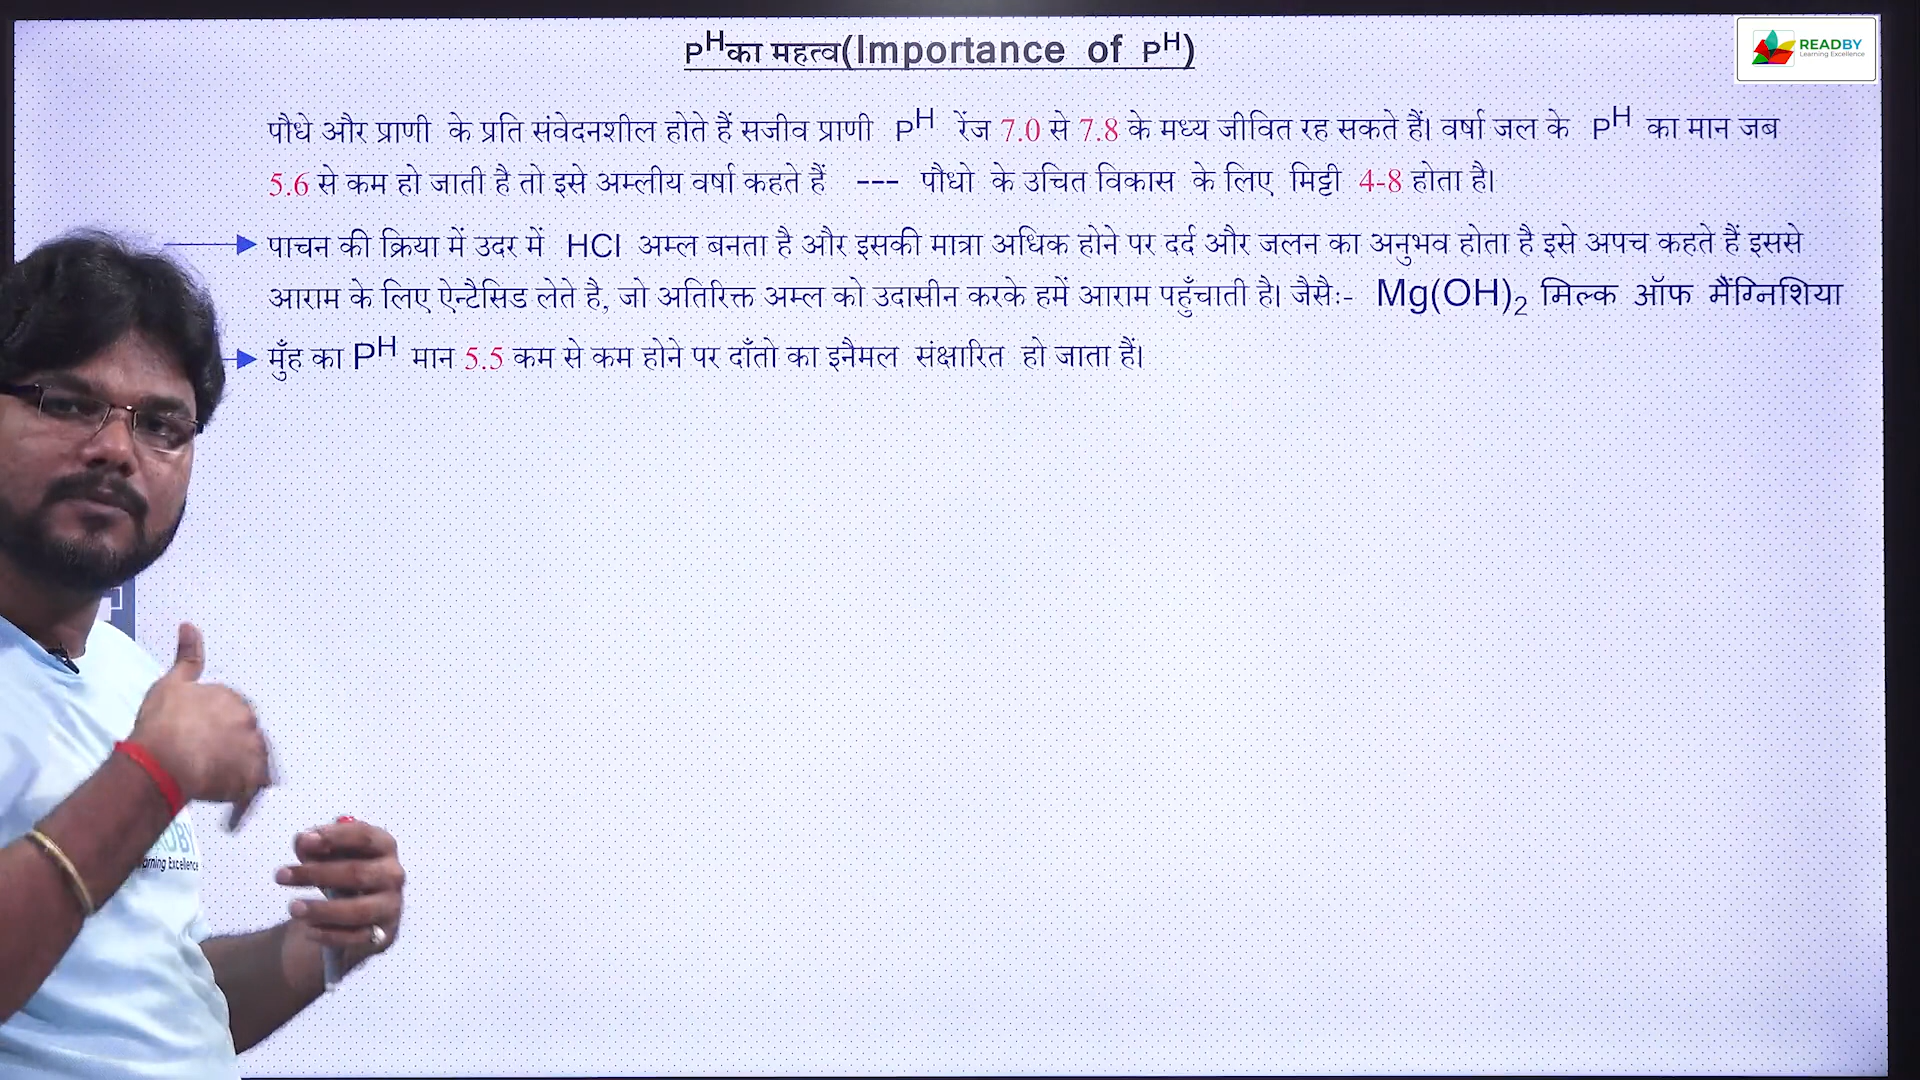 Pᴴका महत्व(Importance of Pᴴ)
READBY
Learning Excellence
पौधे और प्राणी के प्रति संवेदनशील होते हैं सजीव प्राणी Pᴴ रेंज 7.0 से 7.8 के मध्य जीवित रह सकते हैं। वर्षा जल के Pᴴ का मान जब
5.6 से कम हो जाती है तो इसे अम्लीय वर्षा कहते हैं --- पौधो के उचित विकास के लिए मिट्टी 4-8 होता है।
पाचन की क्रिया में उदर में HCl अम्ल बनता है और इसकी मात्रा अधिक होने पर दर्द और जलन का अनुभव होता है इसे अपच कहते हैं इससे
आराम के लिए ऐन्टैसिड लेते है, जो अतिरिक्त अम्ल को उदासीन करके हमें आराम पहुँचाती है। जैसैः- Mg(OH)₂ मिल्क ऑफ मैंग्निशिया
मुँह का Pᴴ मान 5.5 कम से कम होने पर दाँतो का इनैमल संक्षारित हो जाता हैं।
arning Excellence